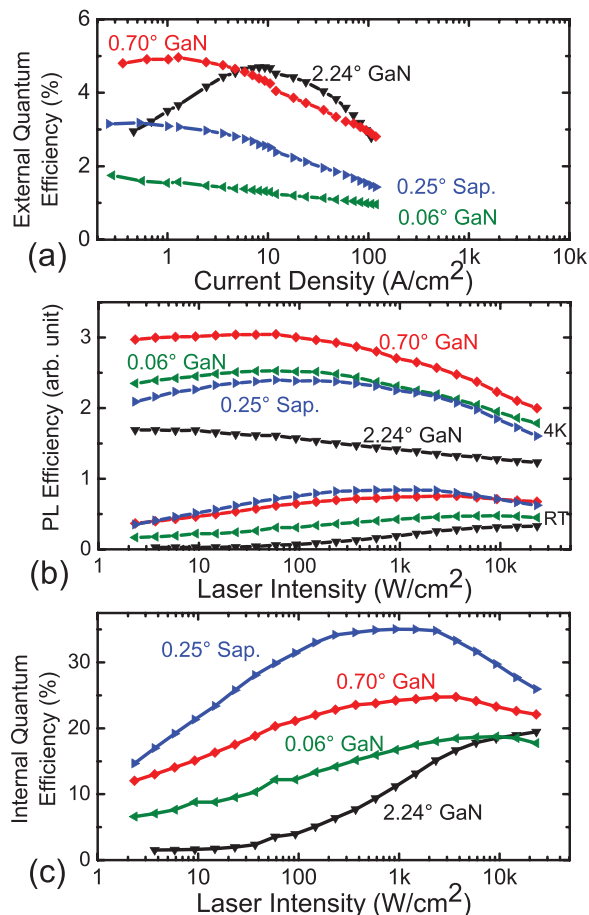 6
4
2
0
External Quantum
Efficiency (%)
0.70° GaN
2.24° GaN
0.25° Sap.
0.06° GaN
1
10
100
1k
10k
(a)
Current Density (A/cm²)
3
2
1
0
PL Efficiency (arb. unit)
0.70° GaN
0.06° GaN
0.25° Sap.
2.24° GaN
4K
RT
1
10
100
1k
10k
(b)
Laser Intensity (W/cm²)
30
20
10
0
Internal Quantum
Efficiency (%)
0.25° Sap.
0.70° GaN
0.06° GaN
2.24° GaN
1
10
100
1k
10k
(c)
Laser Intensity (W/cm²)